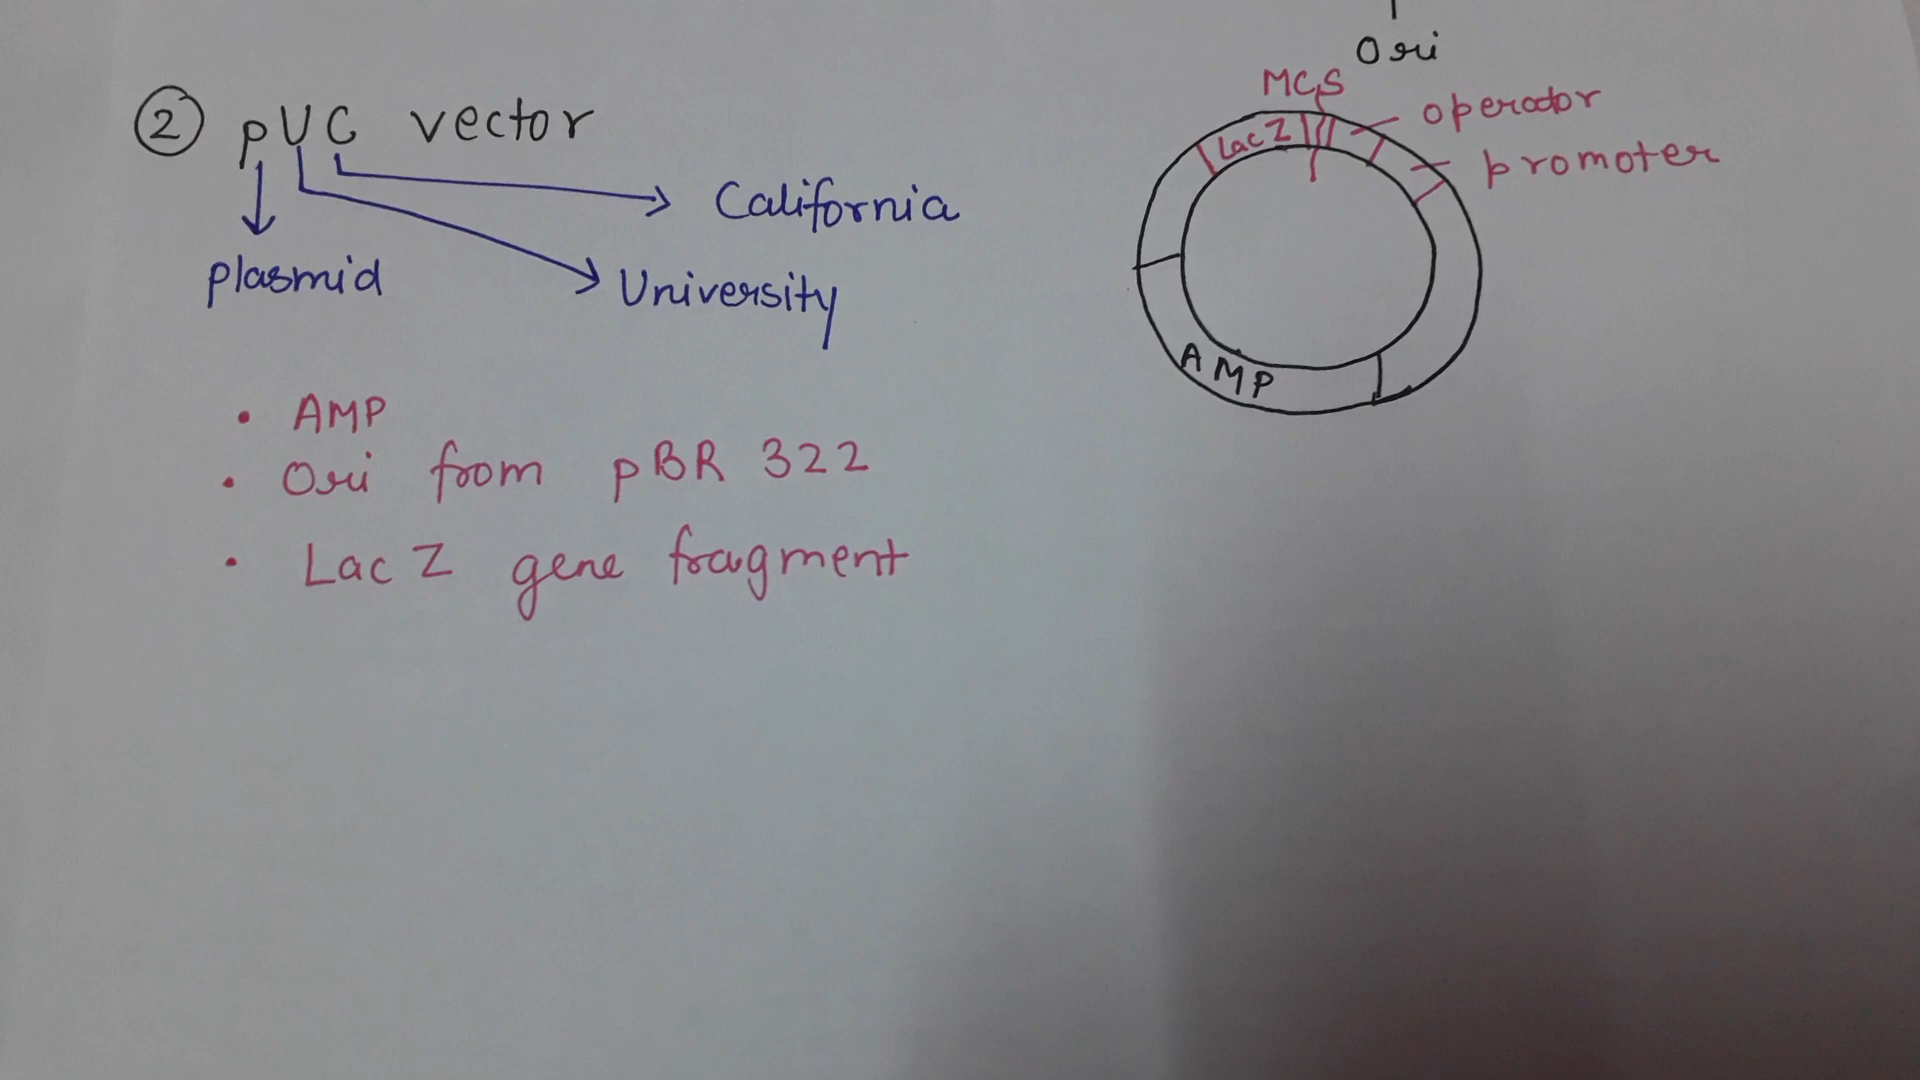 Ori
② pUC vector
California
plasmid
University
• AMP
• Ori from pBR 322
• Lac Z gene fragment
MCS
operator
promoter
Lac Z
AMP